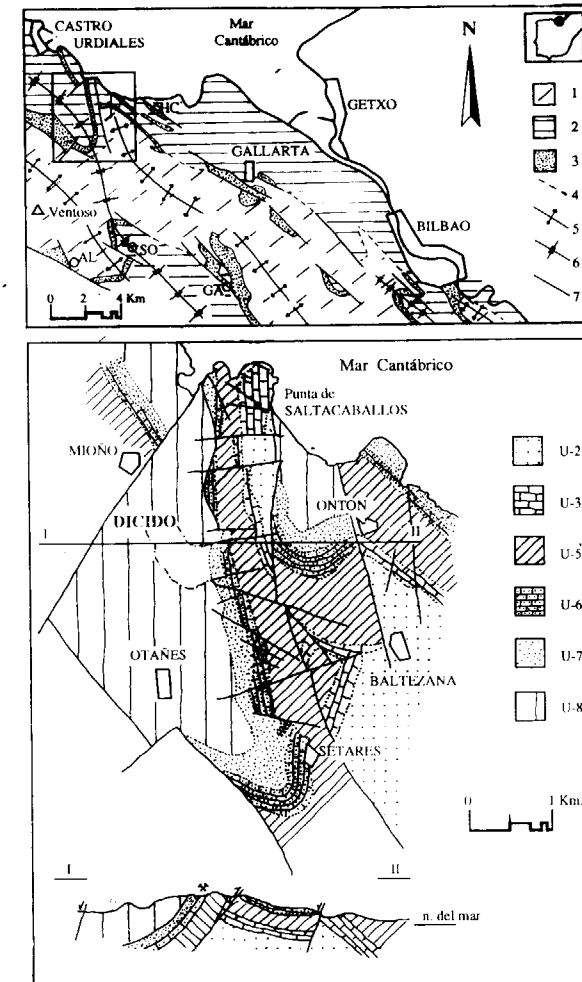 CASTRO
URDIALES
Mar
Cantábrico
N
HC
GETXO
GALLARTA
BILBAO
Ventoso
AL
SO
GA
0 2 4 Km
1
2
3
4
5
6
7
Mar Cantábrico
Punta de
SALTACABALLOS
MIOÑO
DICIDO
ONTON
I
II
OTAÑES
BALTEZANA
SETARES
U-2
U-3
U-5
U-6
U-7
U-8
0 1 Km.
I
II
n. del mar